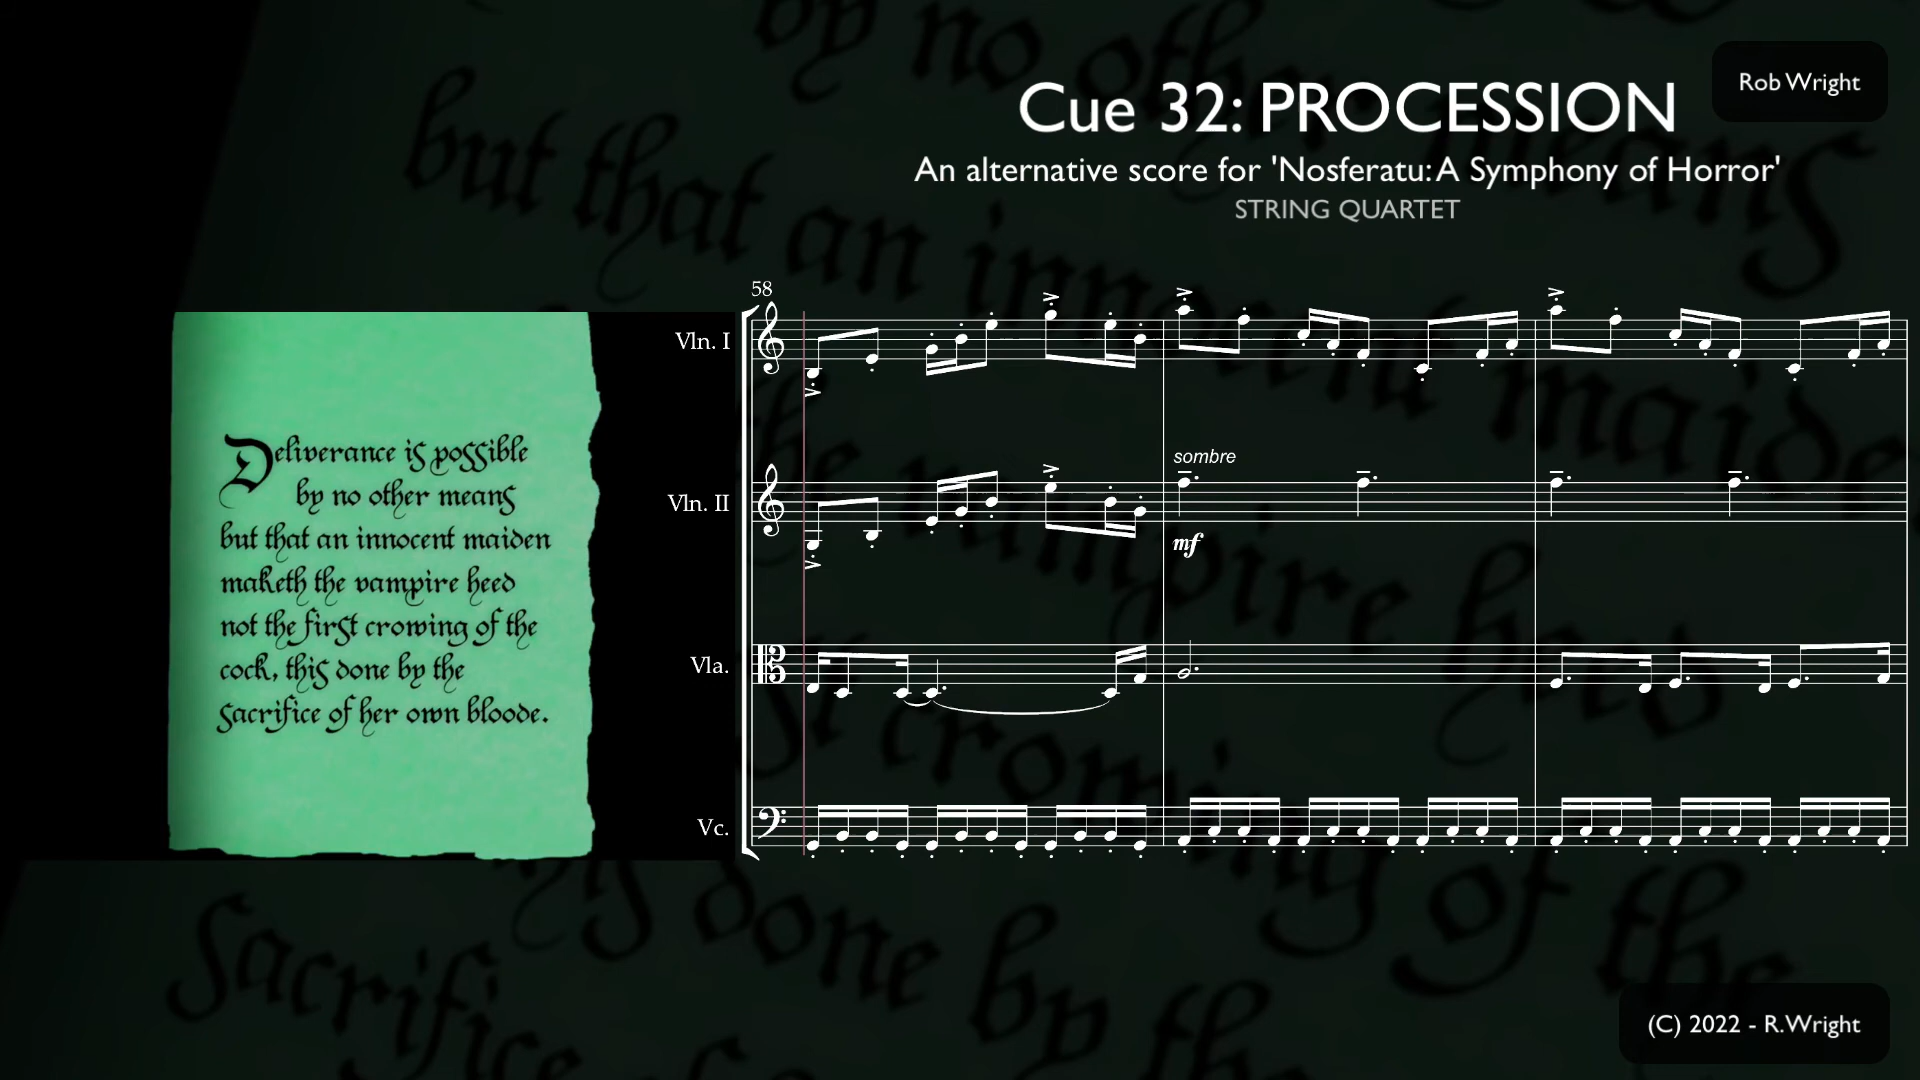 Rob Wright
Cue 32: PROCESSION
An alternative score for 'Nosferatu: A Symphony of Horror'
STRING QUARTET
Deliverance is possible
by no other means
but that an innocent maiden
maketh the vampire heed
not the first crowing of the
cock, this done by the
sacrifice of her own bloode.
58
Vln. I
sombre
Vln. II
mf
Vla.
Vc.
(C) 2022 - R.Wright